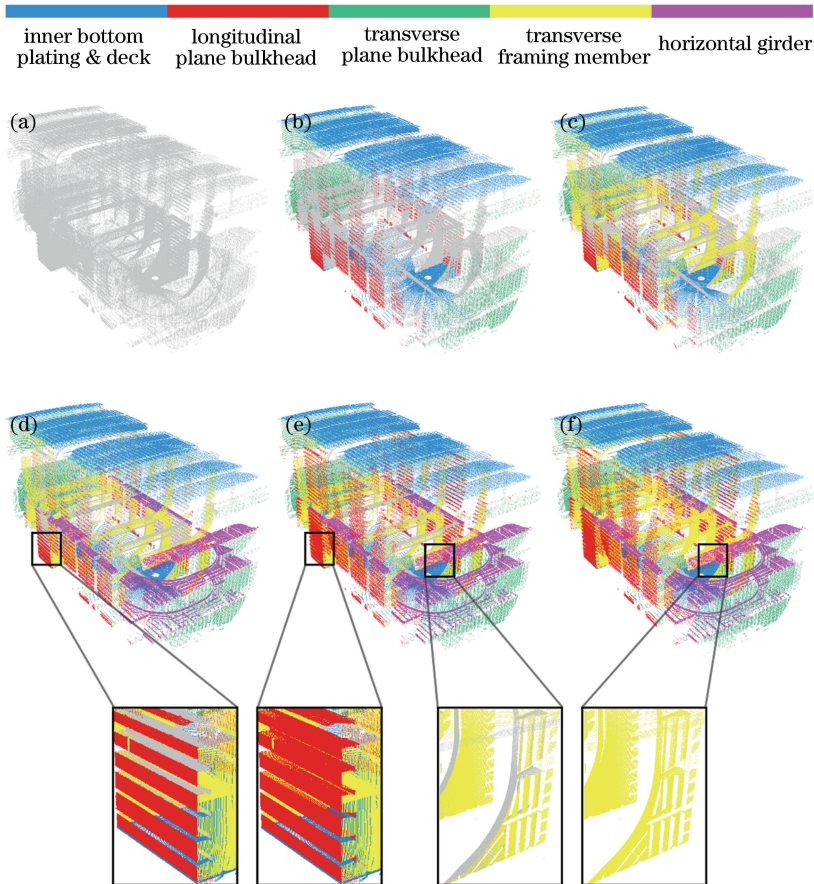 inner bottom
plating & deck
longitudinal
plane bulkhead
transverse
plane bulkhead
transverse
framing member
horizontal girder
(a)
(b)
(c)
(d)
(e)
(f)